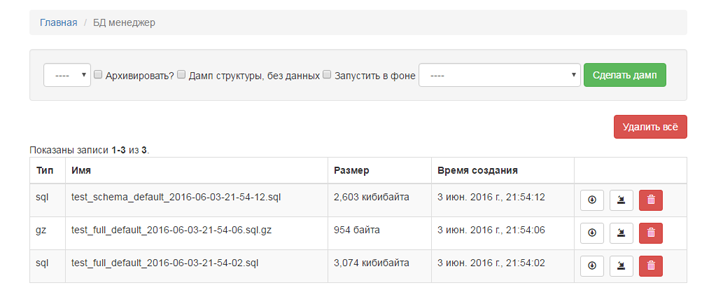 Главная / БД менеджер
---- Архивировать? Дамп структуры, без данных Запустить в фоне ---- Сделать дамп
Удалить всё
Показаны записи 1-3 из 3.
Тип Имя Размер Время создания
sql test_schema_default_2016-06-03-21-54-12.sql 2,603 кибибайта 3 июн. 2016 г., 21:54:12
gz test_full_default_2016-06-03-21-54-06.sql.gz 954 байта 3 июн. 2016 г., 21:54:06
sql test_full_default_2016-06-03-21-54-02.sql 3,074 кибибайта 3 июн. 2016 г., 21:54:02